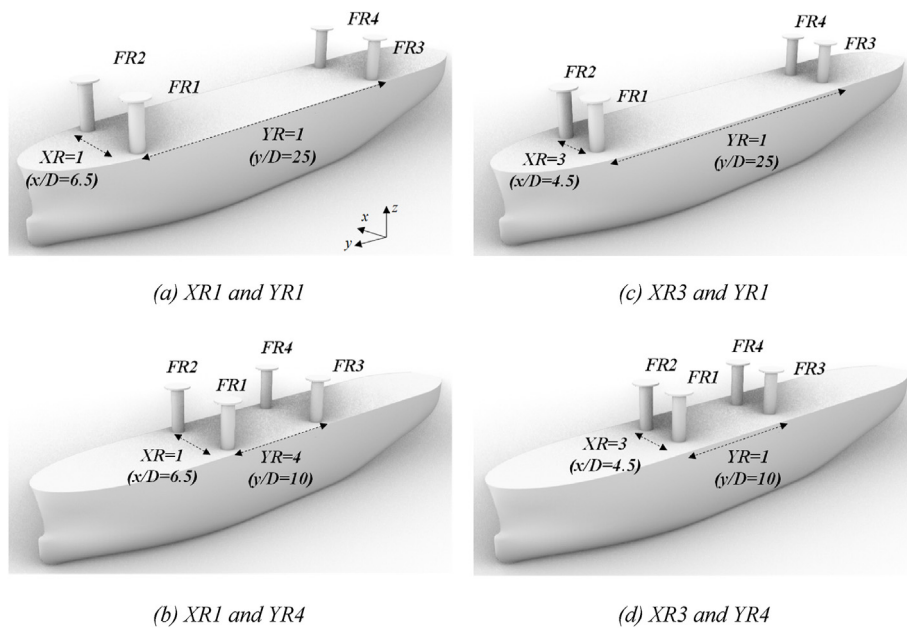 FR4
FR3
FR2
FR1
YR=1
(y/D=25)
XR=1
(x/D=6.5)
x
z
y
(a) XR1 and YR1
FR4
FR3
FR2
FR1
YR=1
(y/D=25)
XR=3
(x/D=4.5)
(c) XR3 and YR1
FR2
FR4
FR3
FR1
XR=1
(x/D=6.5)
YR=4
(y/D=10)
(b) XR1 and YR4
FR2
FR4
FR3
FR1
XR=3
(x/D=4.5)
YR=1
(y/D=10)
(d) XR3 and YR4